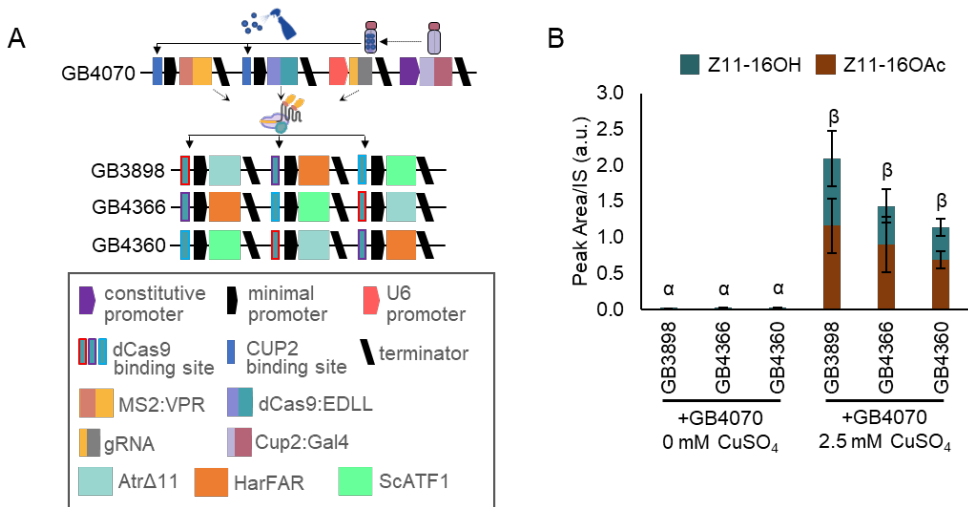 A
GB4070
GB3898
GB4366
GB4360
constitutive promoter
minimal promoter
U6 promoter
dCas9 binding site
CUP2 binding site
terminator
MS2:VPR
dCas9:EDLL
gRNA
Cup2:Gal4
AtrΔ11
HarFAR
ScATF1
B
Z11-16OH
Z11-16OAc
Peak Area/IS (a.u.)
3.0
2.5
2.0
1.5
1.0
0.5
0.0
α
α
α
β
β
β
GB3898
GB4366
GB4360
GB3898
GB4366
GB4360
+GB4070
0 mM CuSO₄
+GB4070
2.5 mM CuSO₄